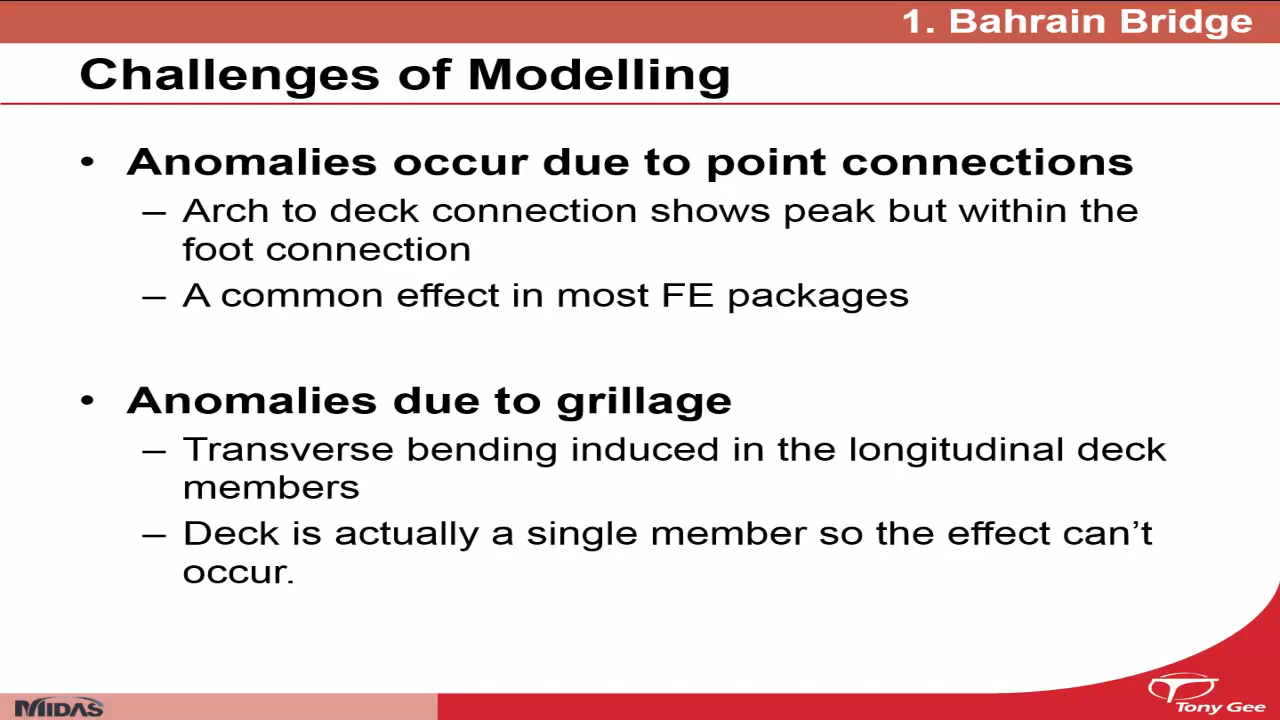 1. Bahrain Bridge
Challenges of Modelling
• Anomalies occur due to point connections
– Arch to deck connection shows peak but within the
foot connection
– A common effect in most FE packages
• Anomalies due to grillage
– Transverse bending induced in the longitudinal deck
members
– Deck is actually a single member so the effect can’t
occur.
MIDAS
Tony Gee